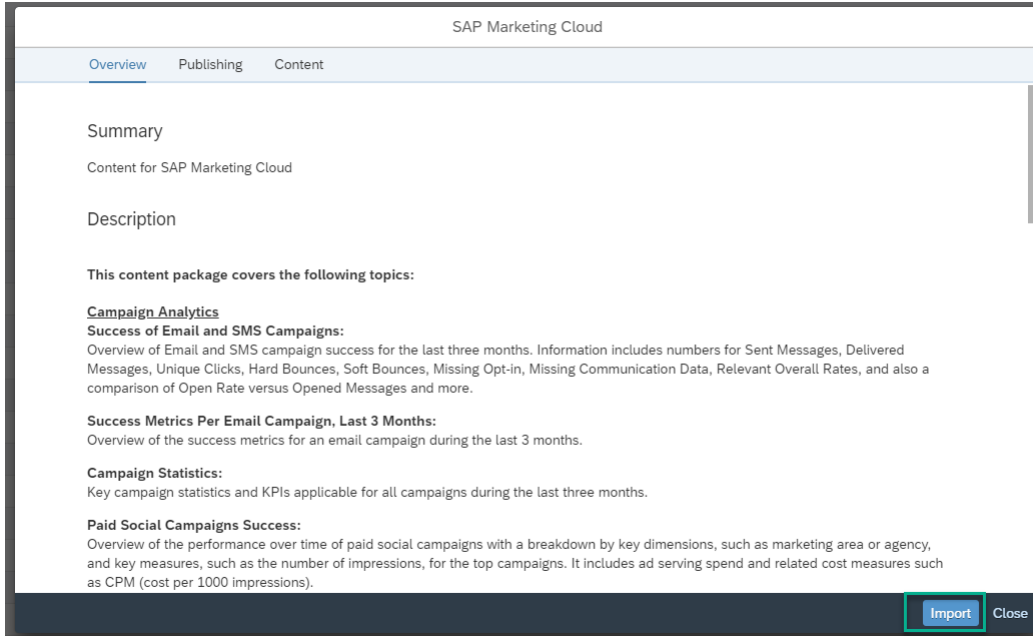 SAP Marketing Cloud
Overview Publishing Content
Summary
Content for SAP Marketing Cloud
Description
This content package covers the following topics:
Campaign Analytics
Success of Email and SMS Campaigns:
Overview of Email and SMS campaign success for the last three months. Information includes numbers for Sent Messages, Delivered
Messages, Unique Clicks, Hard Bounces, Soft Bounces, Missing Opt-in, Missing Communication Data, Relevant Overall Rates, and also a
comparison of Open Rate versus Opened Messages and more.
Success Metrics Per Email Campaign, Last 3 Months:
Overview of the success metrics for an email campaign during the last 3 months.
Campaign Statistics:
Key campaign statistics and KPIs applicable for all campaigns during the last three months.
Paid Social Campaigns Success:
Overview of the performance over time of paid social campaigns with a breakdown by key dimensions, such as marketing area or agency,
and key measures, such as the number of impressions, for the top campaigns. It includes ad serving spend and related cost measures such
as CPM (cost per 1000 impressions).
Import Close